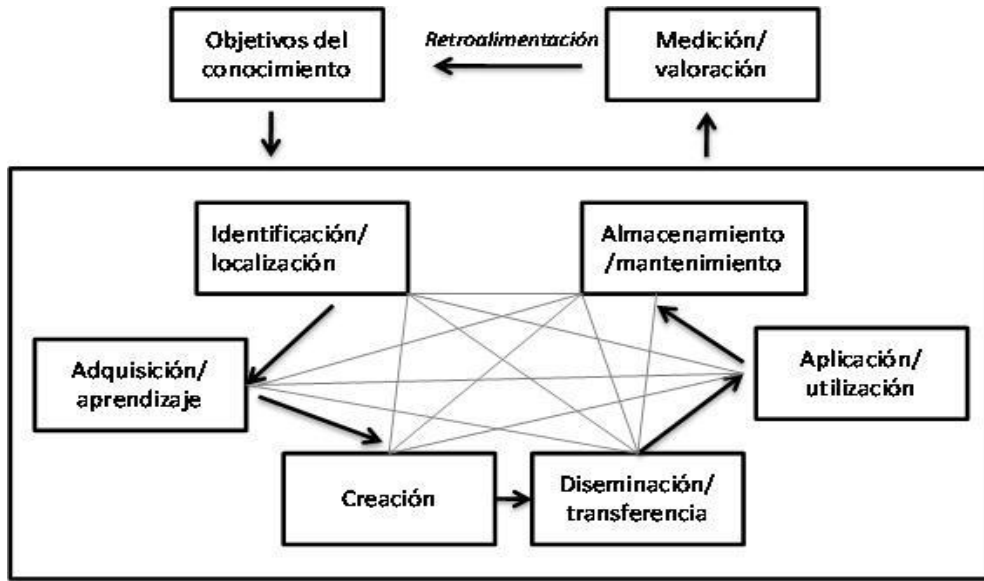 Objetivos del
conocimiento
Retroalimentación
Medición/
valoración
Identificación/
localización
Almacenamiento
/mantenimiento
Adquisición/
aprendizaje
Aplicación/
utilización
Creación
Diseminación/
transferencia